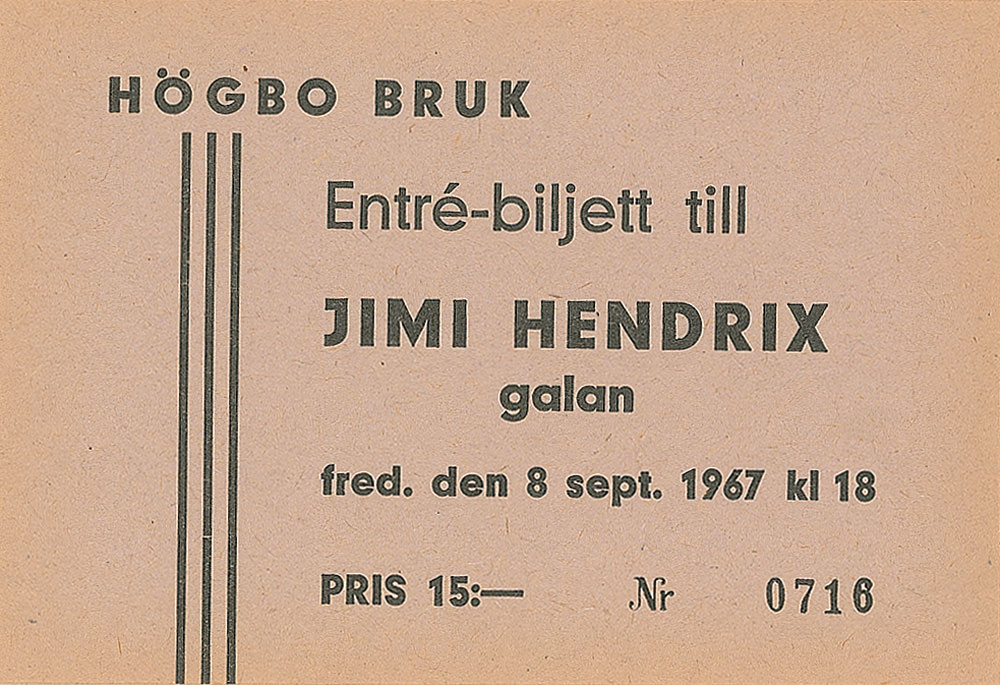 HÖGBO BRUK
Entré-biljett till
JIMI HENDRIX
galan
fred. den 8 sept. 1967 kl 18
PRIS 15:— Nr 0716